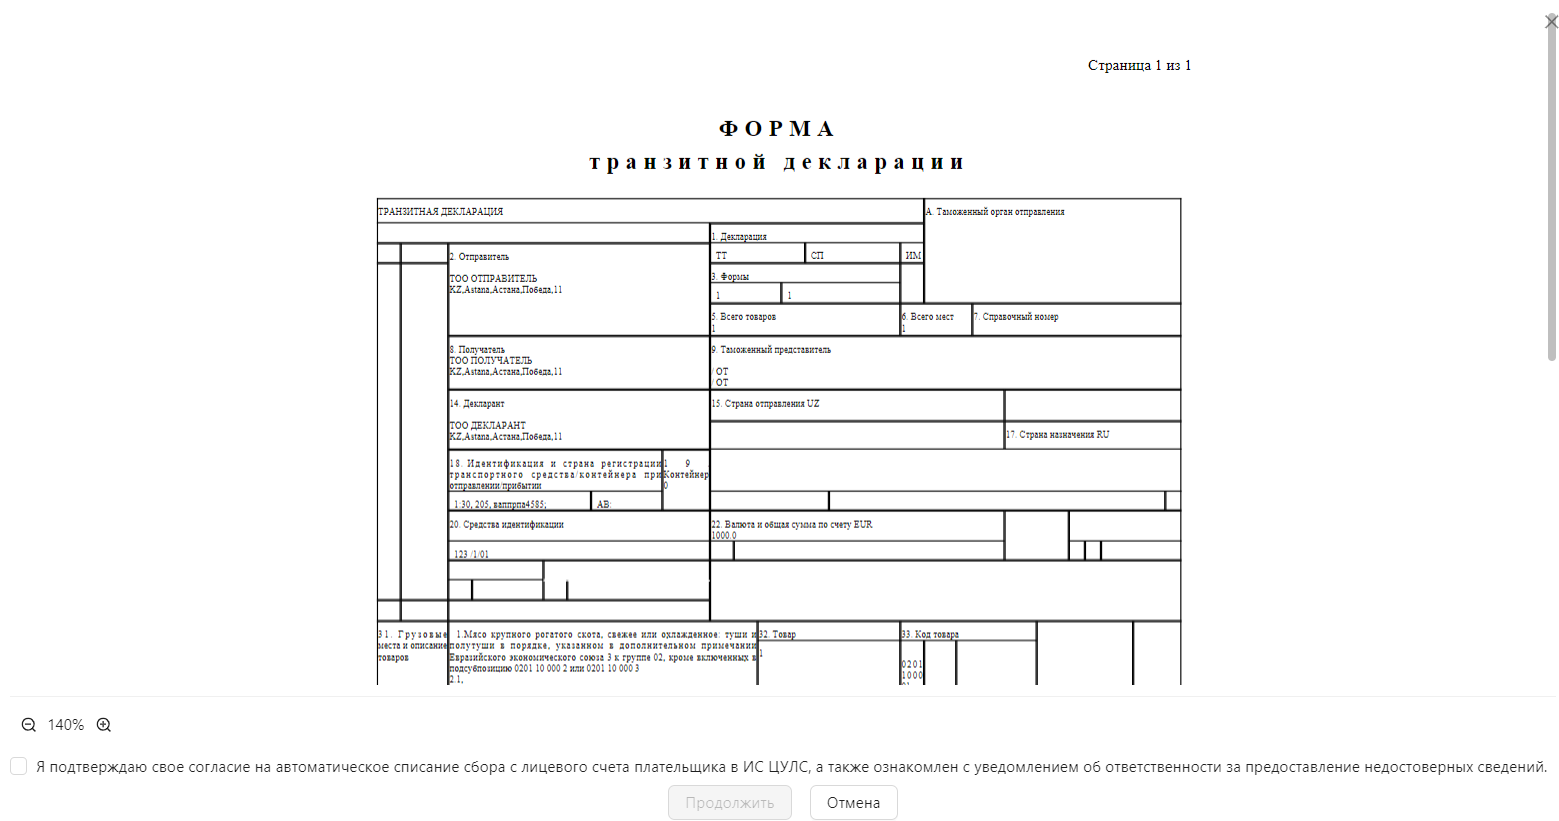 Страница 1 из 1
ФОРМА
транзитной декларации
ТРАНЗИТНАЯ ДЕКЛАРАЦИЯ
А. Таможенный орган отправления
1. Декларация
ТТ
СП
ИМ
2. Отправитель
ТОО ОТПРАВИТЕЛЬ
KZ,Astana,Астана,Победа,11
3. Формы
1
1
5. Всего товаров
1
6. Всего мест
1
7. Справочный номер
8. Получатель
ТОО ПОЛУЧАТЕЛЬ
KZ,Astana,Астана,Победа,11
9. Таможенный представитель
/ ОТ
/ ОТ
14. Декларант
ТОО ДЕКЛАРАНТ
KZ,Astana,Астана,Победа,11
15. Страна отправления UZ
17. Страна назначения RU
18. Идентификация и страна регистрации
транспортного средства/контейнера при
отправлении/прибытии
1 9 .
Контейнер
0
1:30, 205, ваппрпа4585;
АВ:
20. Средства идентификации
22. Валюта и общая сумма по счету EUR
1000.0
123 /1/01
31. Грузовые
места и описание
товаров
1.Мясо крупного рогатого скота, свежее или охлажденное: туши и
полутуши в порядке, указанном в дополнительном примечании
Евразийского экономического союза 3 к группе 02, кроме включенных в
подсубпозицию 0201 10 000 2 или 0201 10 000 3
2.1,
32. Товар
1
33. Код товара
0201
1000
140%
Я подтверждаю свое согласие на автоматическое списание сбора с лицевого счета плательщика в ИС ЦУЛС, а также ознакомлен с уведомлением об ответственности за предоставление недостоверных сведений.
Продолжить
Отмена